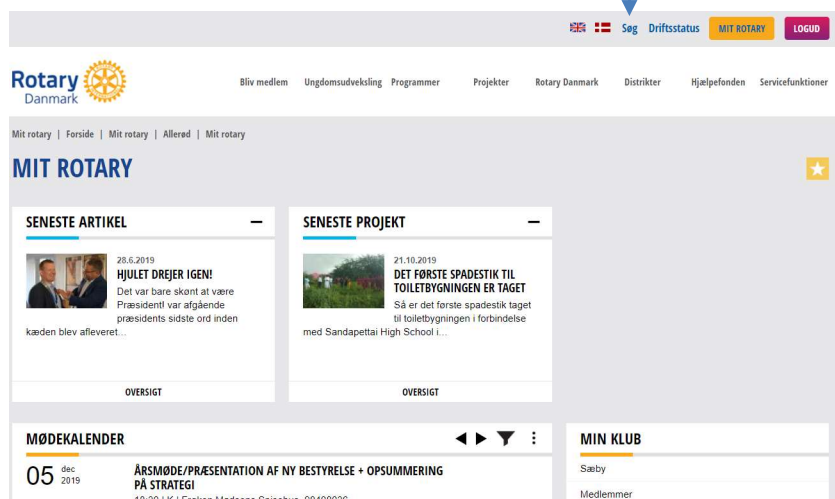 Søg Driftsstatus MIT ROTARY LOGUD
Rotary
Danmark
Bliv medlem Ungdomsudveksling Programmer Projekter Rotary Danmark Distrikter Hjælpefonden Servicefunktioner
Mit rotary | Forside | Mit rotary | Allerød | Mit rotary
MIT ROTARY
SENESTE ARTIKEL
28.6.2019
HJULET DREJER IGEN!
Det var bare skønt at være
Præsident! var afgående
præsidents sidste ord inden
kæden blev afleveret...
OVERSIGT
SENESTE PROJEKT
21.10.2019
DET FØRSTE SPADESTIK TIL
TOILETBYGNINGEN ER TAGET
Så er det første spadestik taget
til toiletbygningen i forbindelse
med Sandapettai High School i...
OVERSIGT
MØDEKALENDER
05 dec
2019
ÅRSMØDE/PRÆSENTATION AF NY BESTYRELSE + OPSUMMERING
PÅ STRATEGI
MIN KLUB
Sæby
Medlemmer